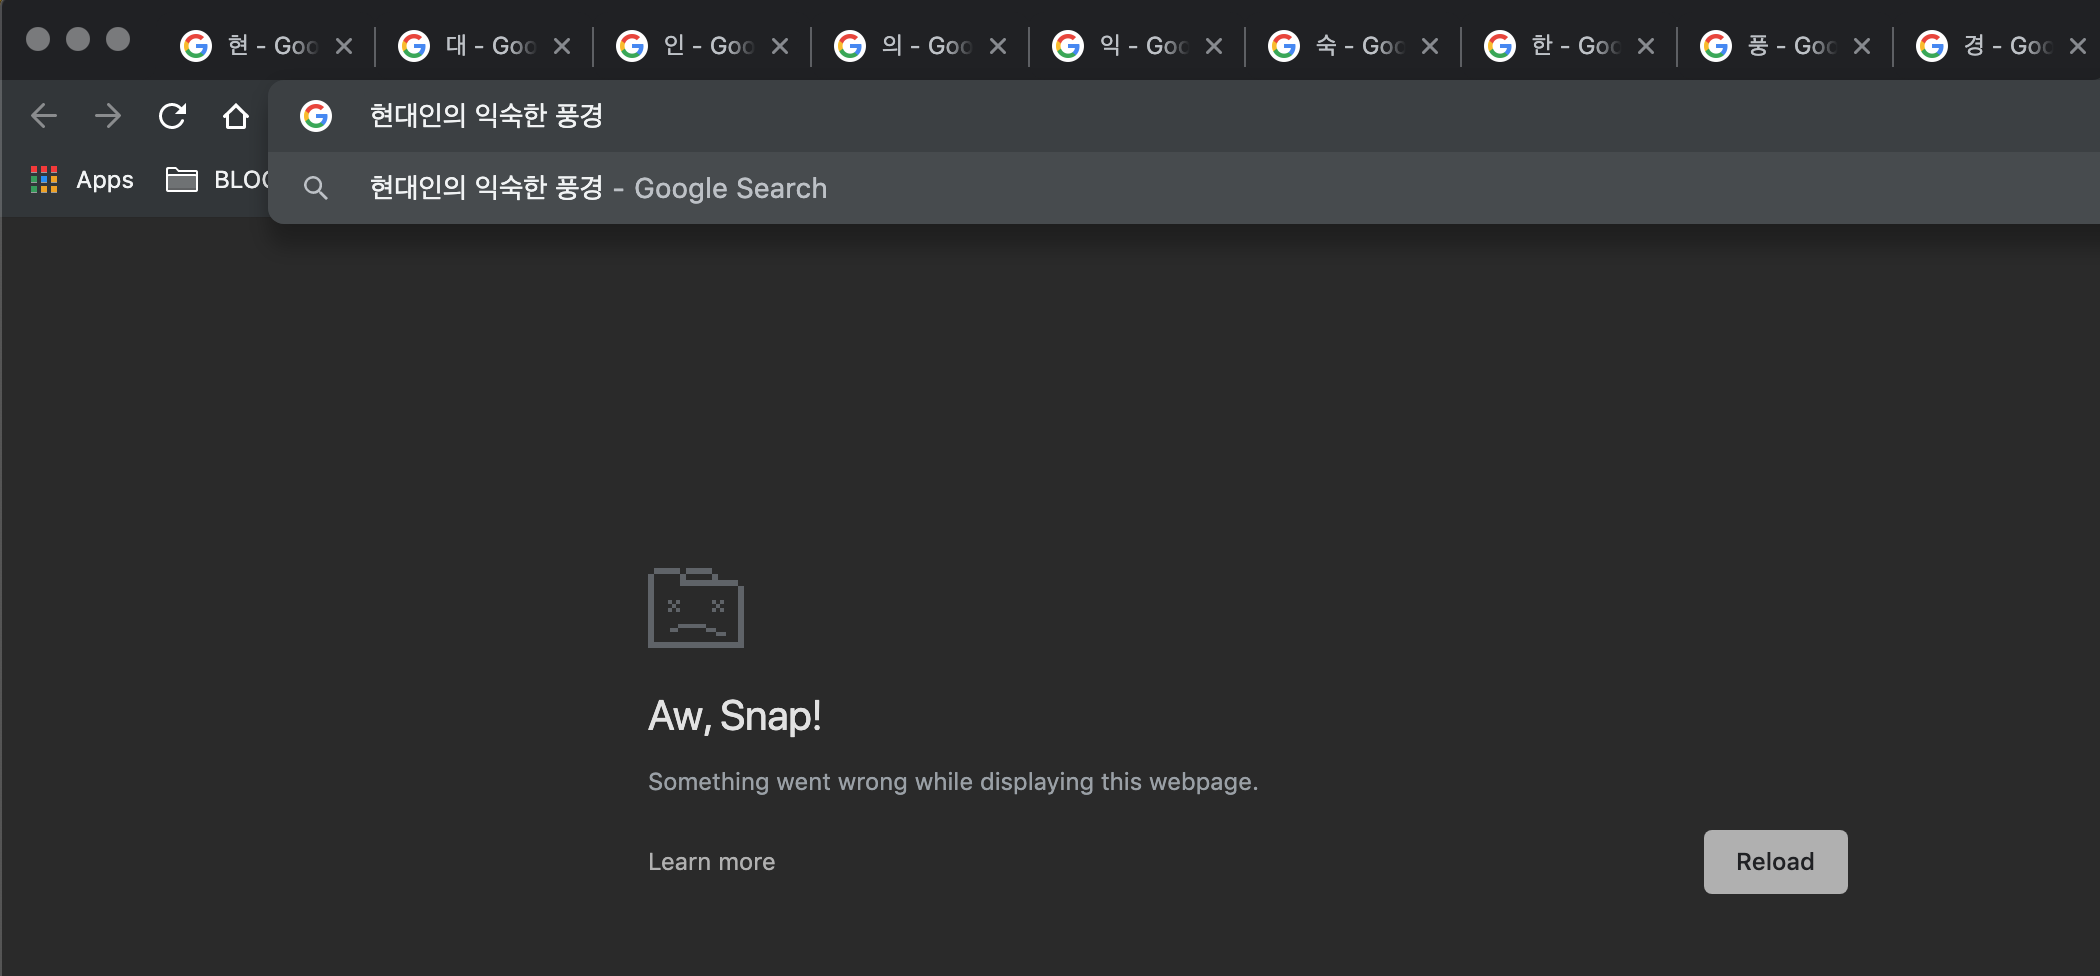 현 - Goo
대 - Goo
인 - Goo
의 - Goo
익 - Goo
숙 - Goo
한 - Goo
풍 - Goo
경 - Goo
현대인의 익숙한 풍경
Apps
BLOG
현대인의 익숙한 풍경 - Google Search
Aw, Snap!
Something went wrong while displaying this webpage.
Learn more
Reload